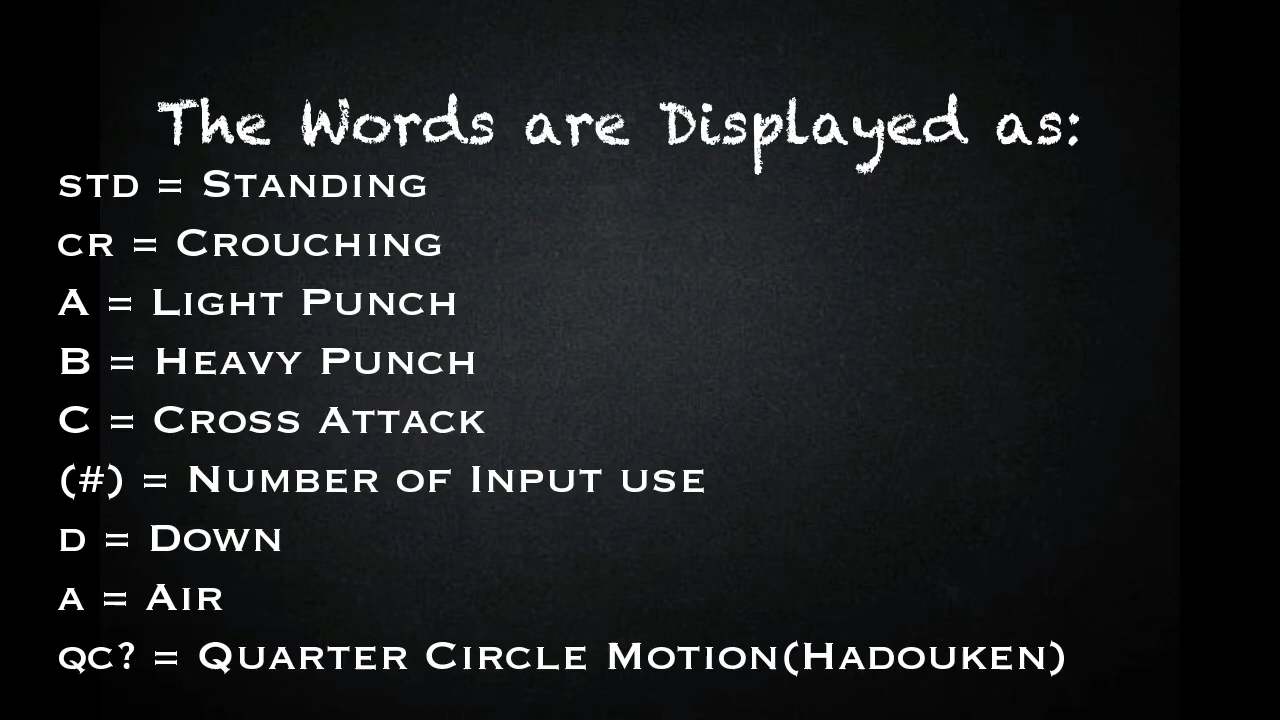 The Words are Displayed as:
std = Standing
cr = Crouching
A = Light Punch
B = Heavy Punch
C = Cross Attack
(#) = Number of Input use
d = Down
a = Air
qc? = Quarter Circle Motion(Hadouken)